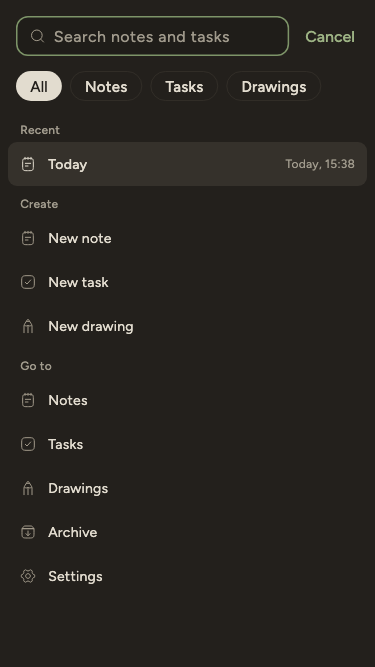 Search notes and tasks
Cancel
All
Notes
Tasks
Drawings
Recent
Today
Today, 15:38
Create
New note
New task
New drawing
Go to
Notes
Tasks
Drawings
Archive
Settings